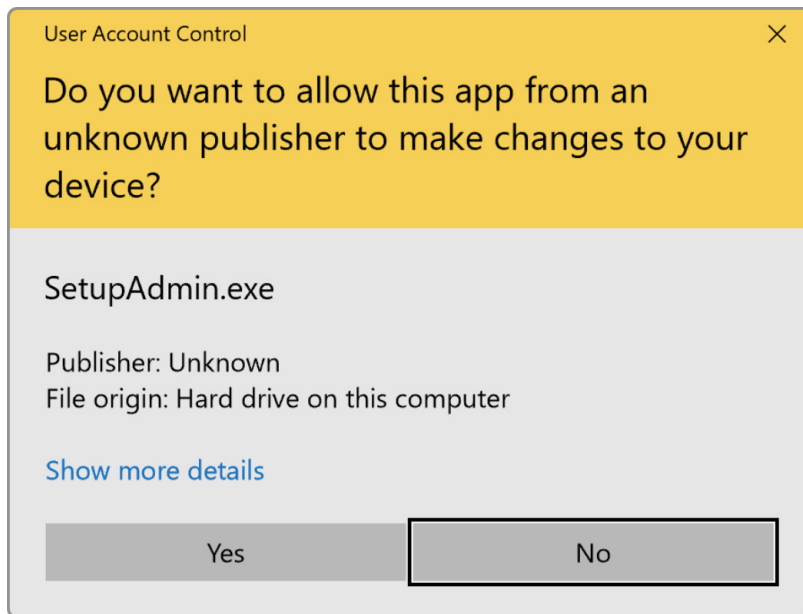 User Account Control
Do you want to allow this app from an
unknown publisher to make changes to your
device?
SetupAdmin.exe
Publisher: Unknown
File origin: Hard drive on this computer
Show more details
Yes
No